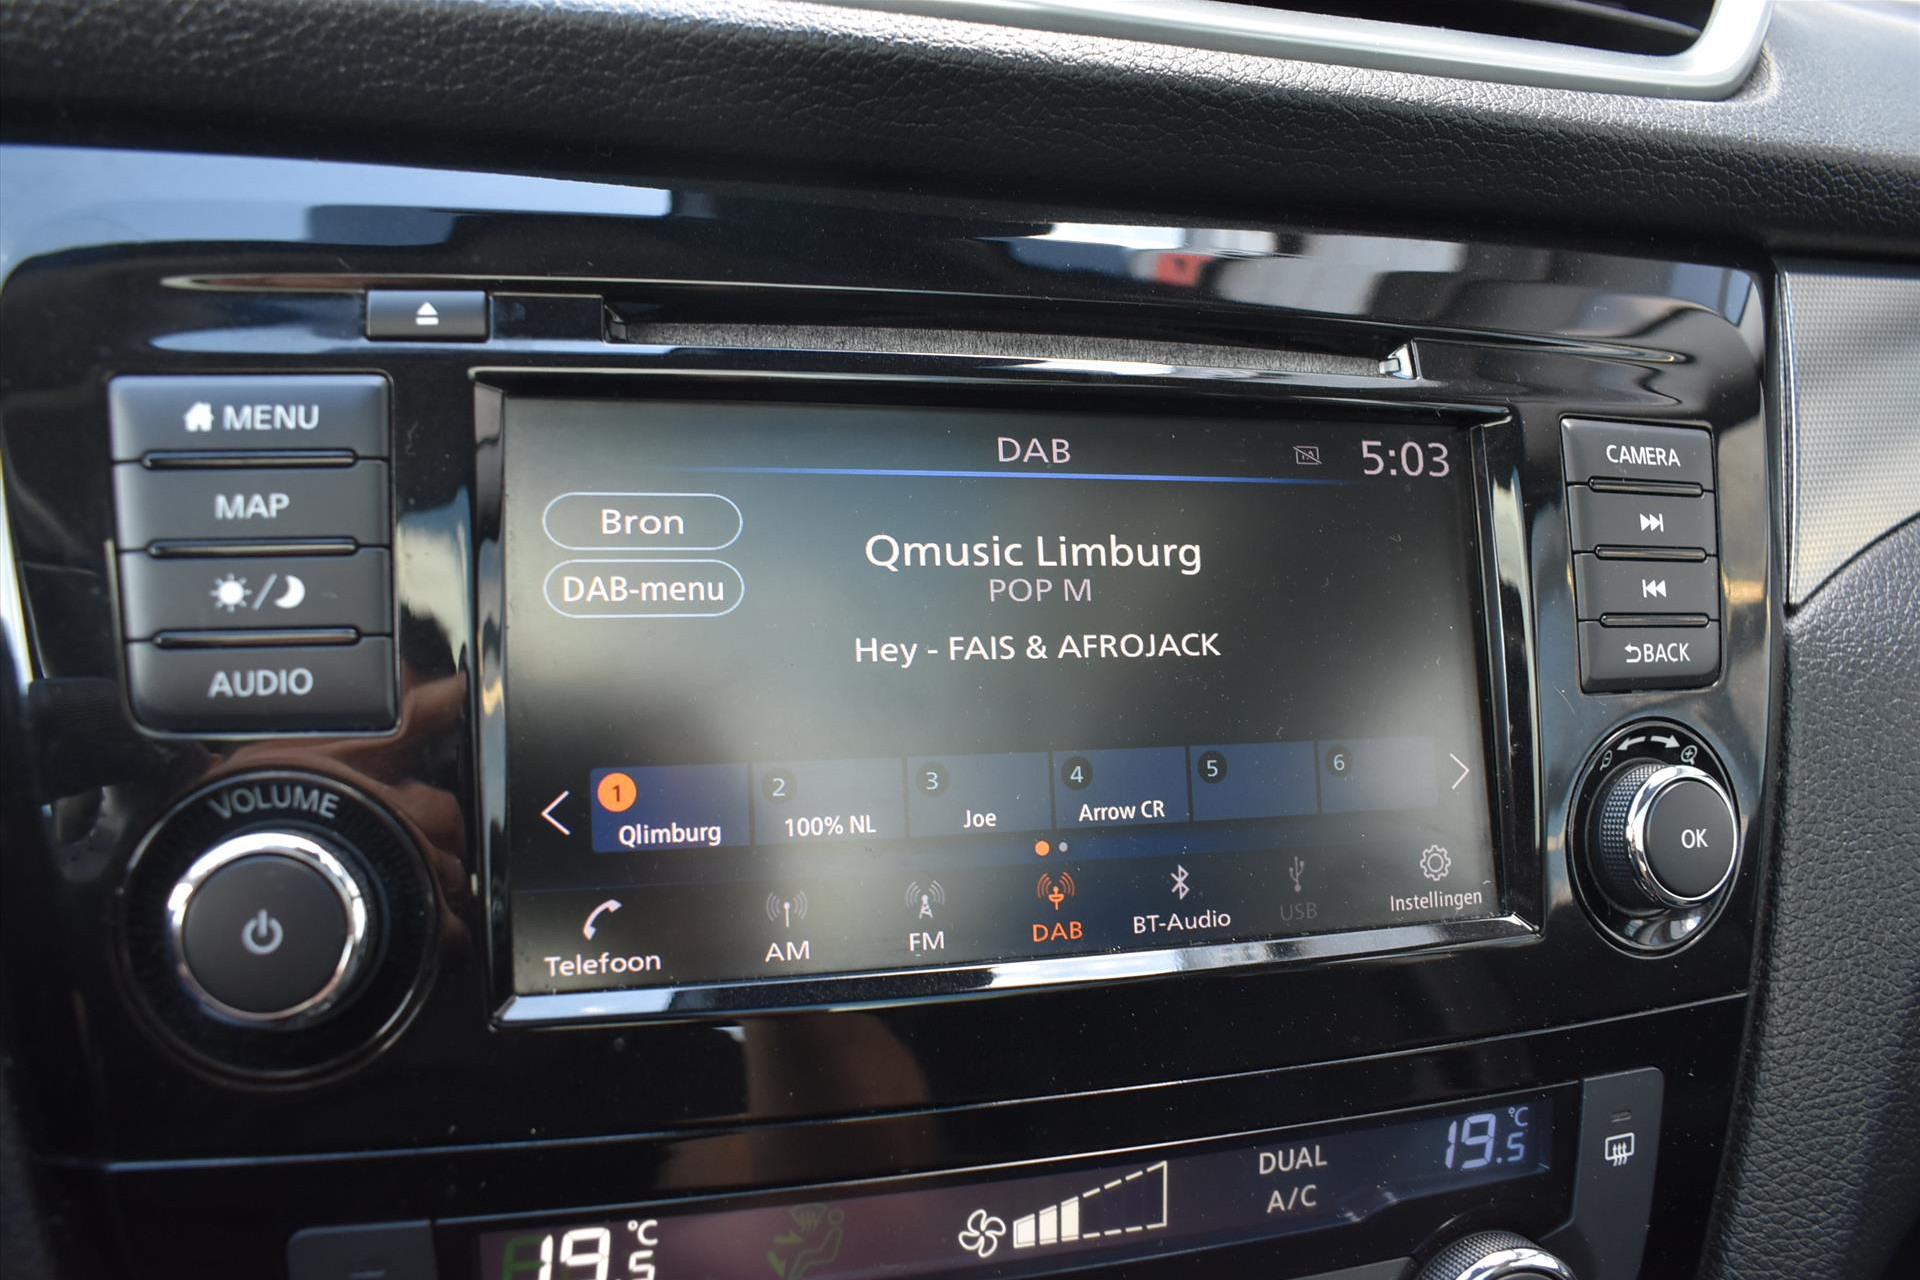 MENU
MAP
AUDIO
VOLUME
DAB
TA
5:03
Bron
DAB-menu
Qmusic Limburg
POP M
Hey - FAIS & AFROJACK
1
Qlimburg
2
100% NL
3
Joe
4
Arrow CR
5
6
Telefoon
AM
FM
DAB
BT-Audio
USB
Instellingen
CAMERA
BACK
OK
19.5 °C
DUAL
A/C
19.5 °C